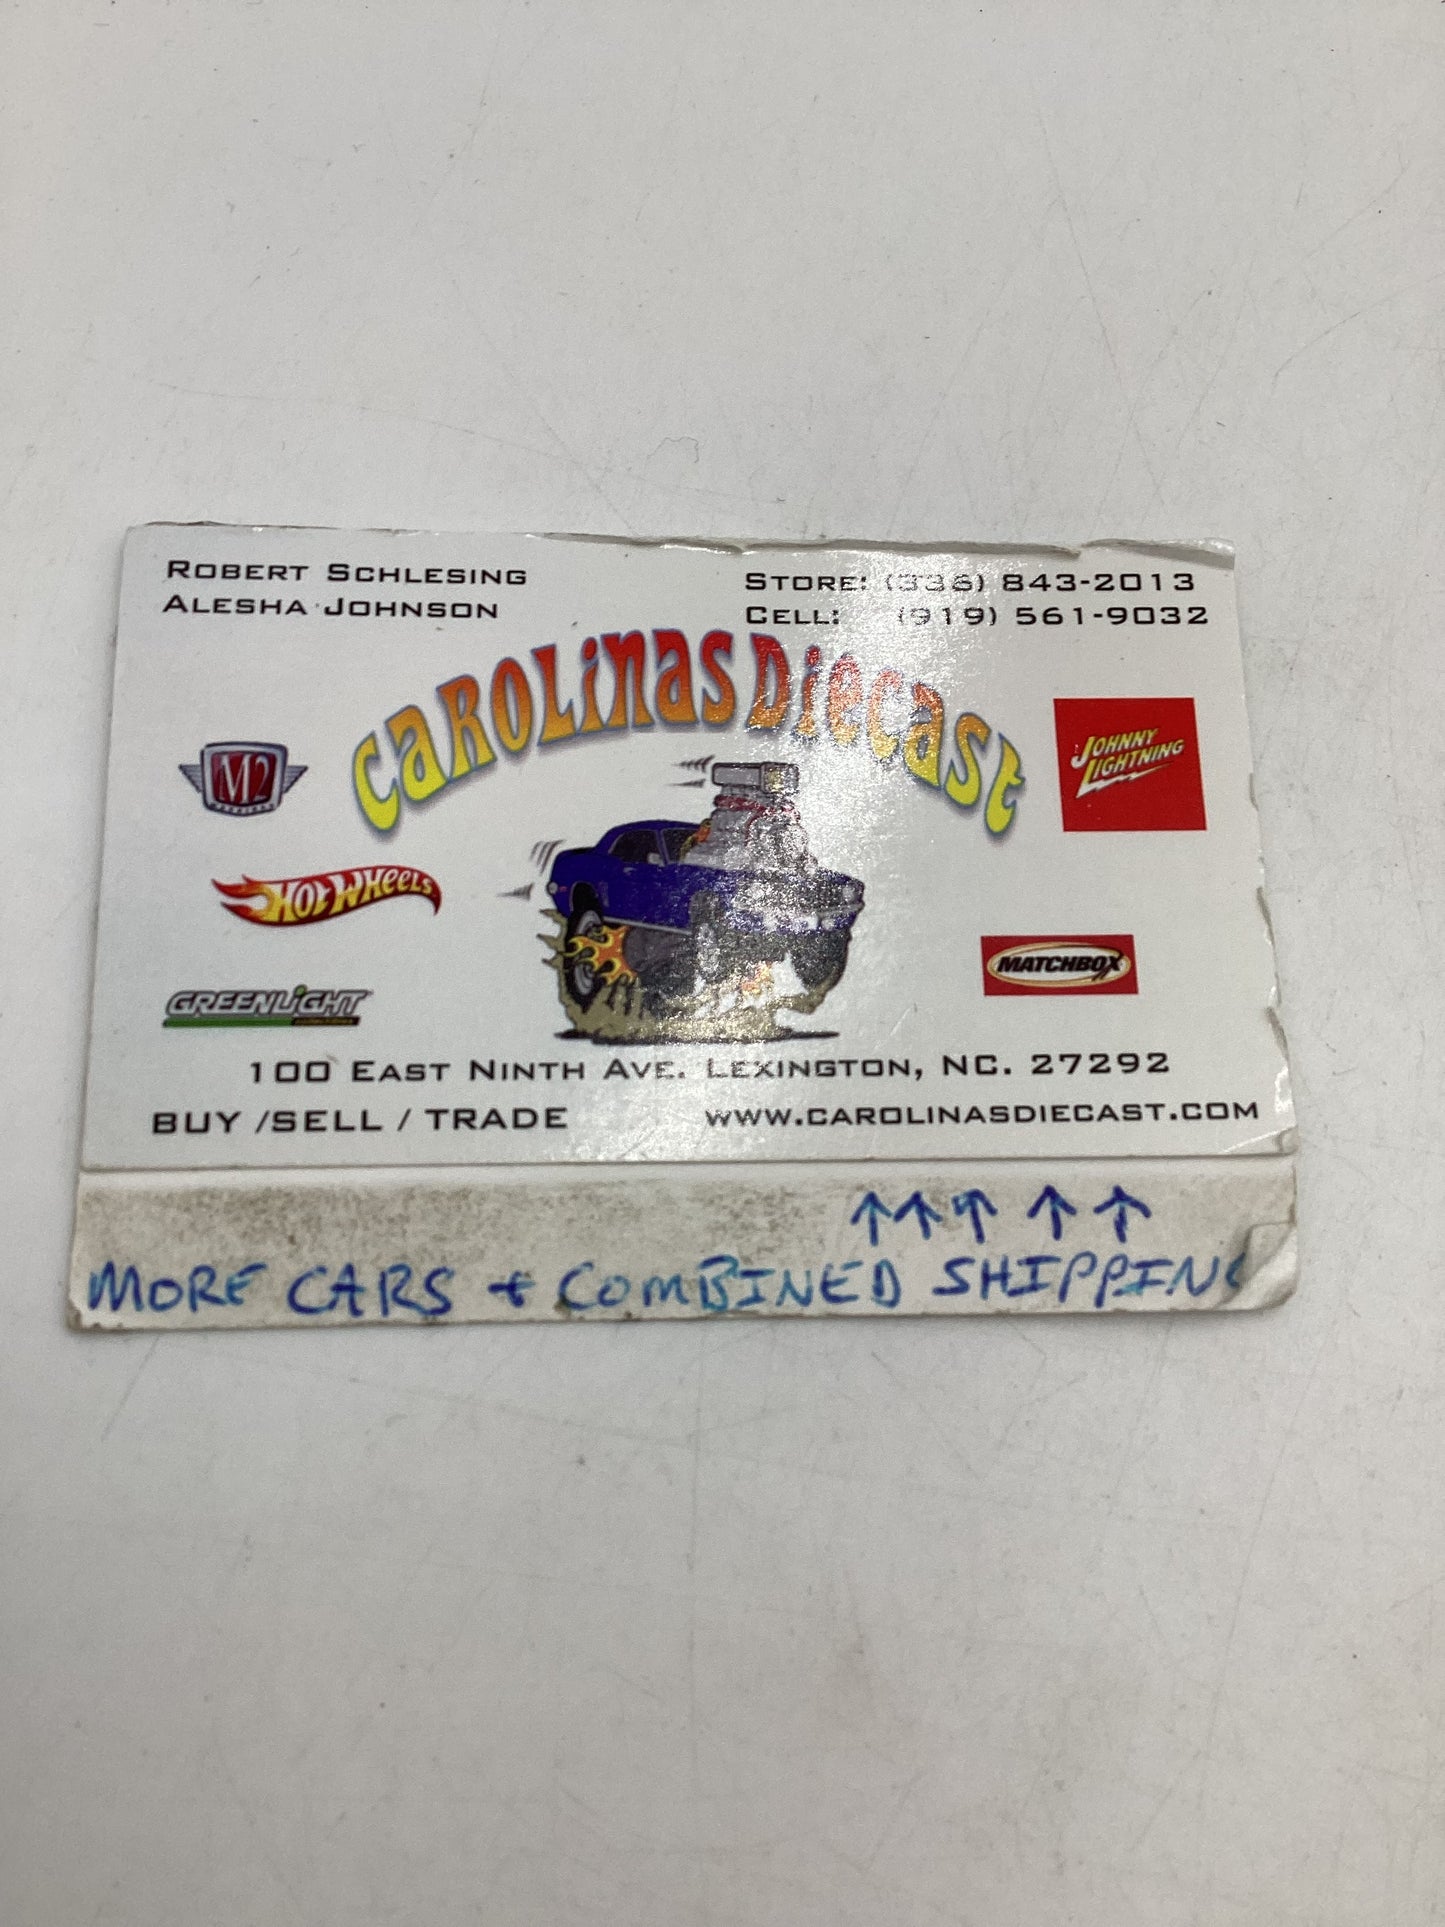 ROBERT SCHLESING
ALESHA JOHNSON
STORE: (336) 843-2013
CELL: (919) 561-9032
CAROLINAS DIECAST
M2
MACHINES
JOHNNY
LIGHTNING
HOT WHEELS
MATCHBOX
GREENLIGHT
100 EAST NINTH AVE. LEXINGTON, NC. 27292
BUY /SELL / TRADE
WWW.CAROLINASDIECAST.COM
↑↑↑↑↑
MORE CARS + COMBINED SHIPPING